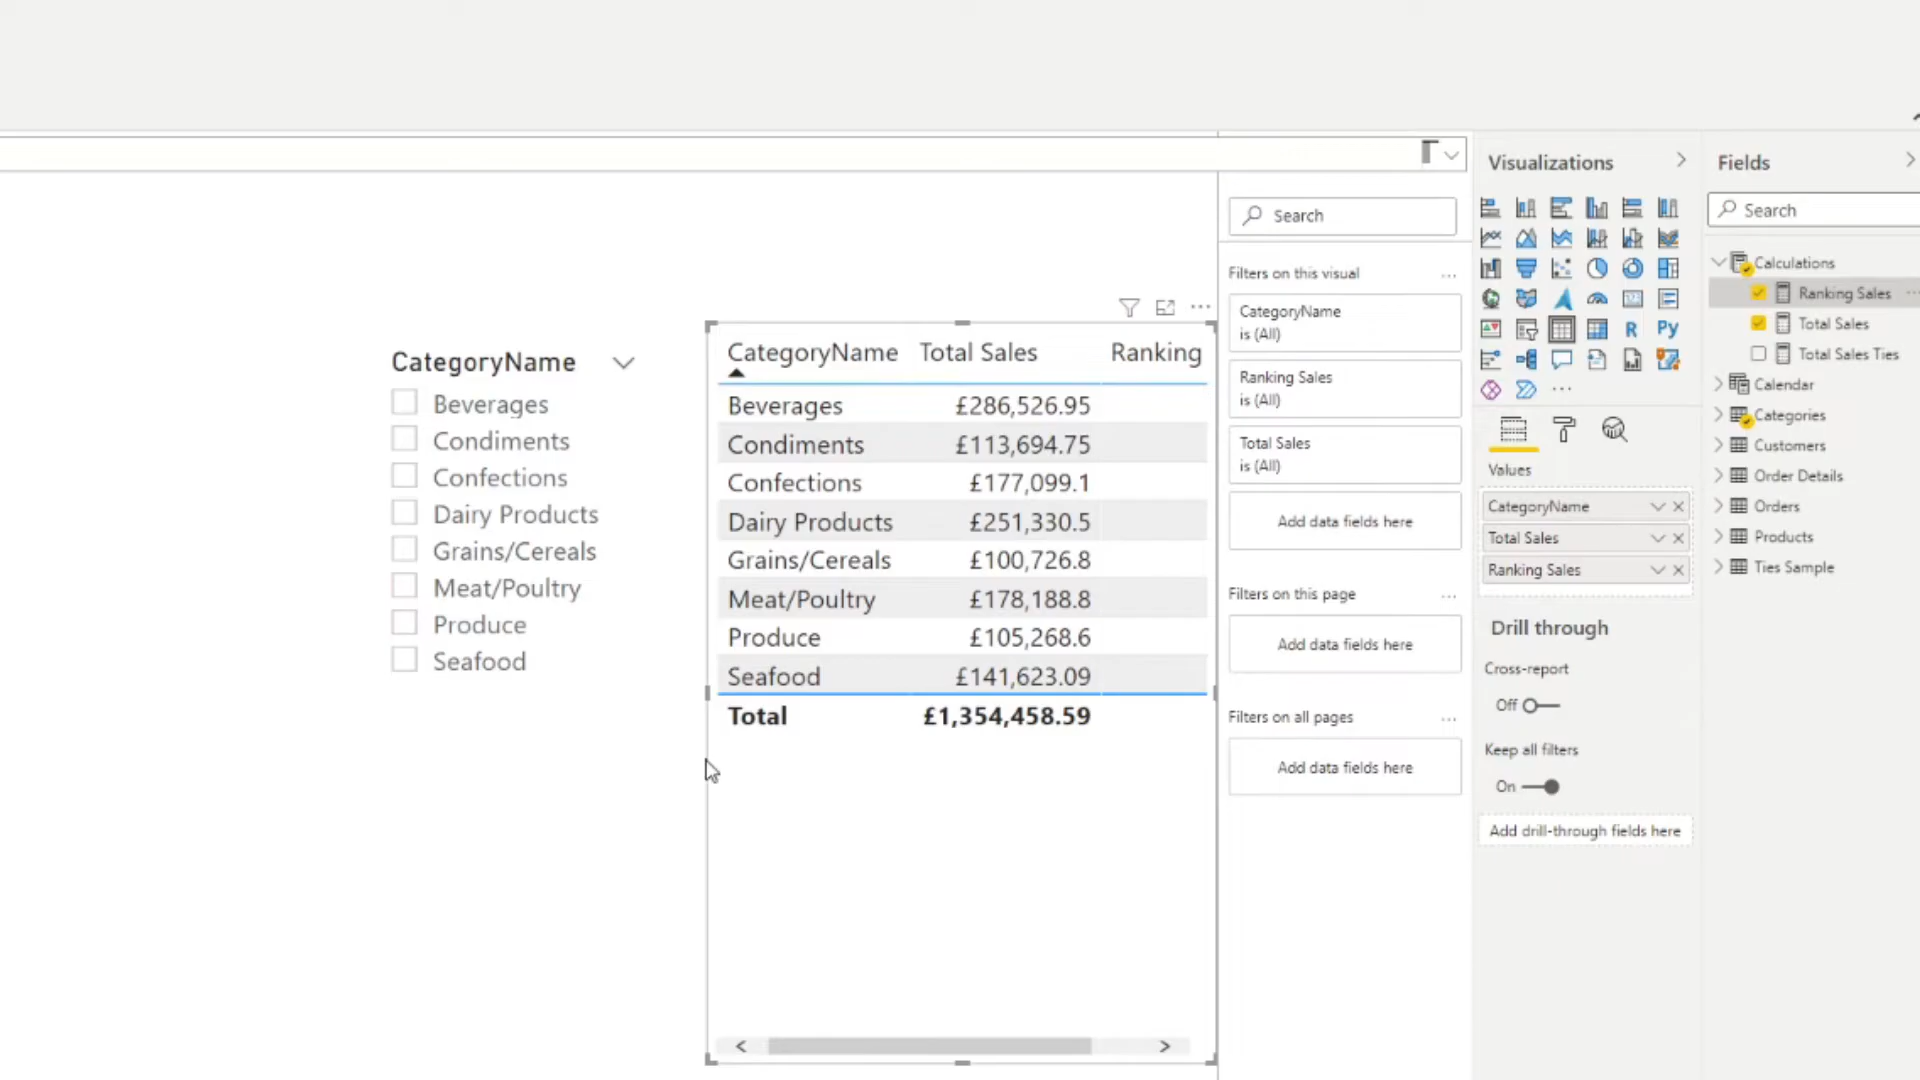 CategoryName
Beverages
Condiments
Confections
Dairy Products
Grains/Cereals
Meat/Poultry
Produce
Seafood
CategoryName Total Sales Ranking
Beverages £286,526.95
Condiments £113,694.75
Confections £177,099.1
Dairy Products £251,330.5
Grains/Cereals £100,726.8
Meat/Poultry £178,188.8
Produce £105,268.6
Seafood £141,623.09
Total £1,354,458.59
Search
Filters on this visual
CategoryName
is (All)
Ranking Sales
is (All)
Total Sales
is (All)
Add data fields here
Filters on this page
Add data fields here
Filters on all pages
Add data fields here
Visualizations
R Py
Values
CategoryName
Total Sales
Ranking Sales
Drill through
Cross-report
Off
Keep all filters
On
Add drill-through fields here
Fields
Search
Calculations
Ranking Sales
Total Sales
Total Sales Ties
Calendar
Categories
Customers
Order Details
Orders
Products
Ties Sample